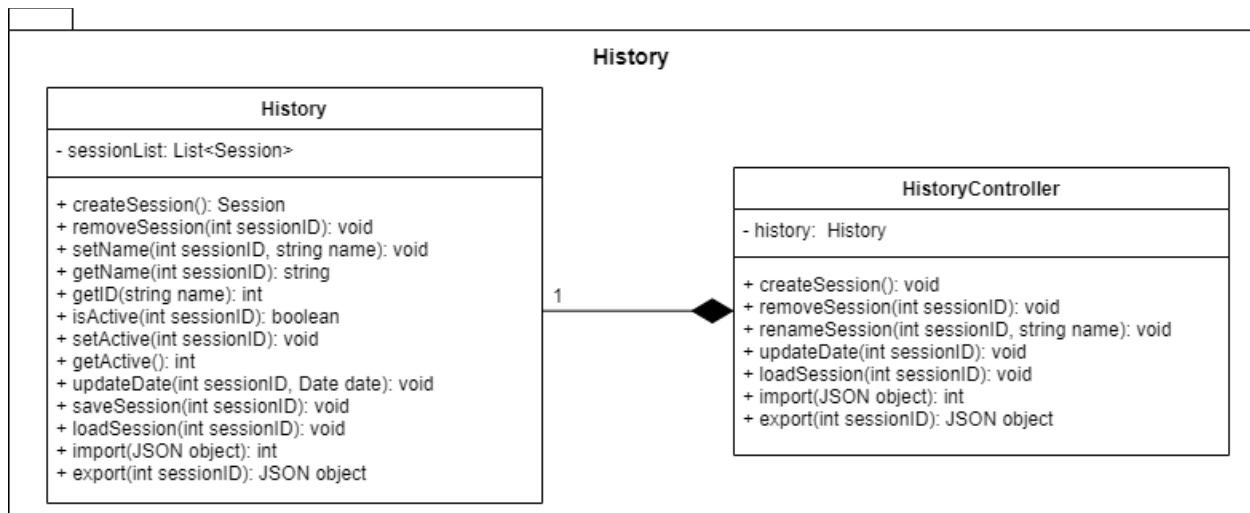 History
History
- sessionList: List<Session>
+ createSession(): Session
+ removeSession(int sessionID): void
+ setName(int sessionID, string name): void
+ getName(int sessionID): string
+ getID(string name): int
+ isActive(int sessionID): boolean
+ setActive(int sessionID): void
+ getActive(): int
+ updateDate(int sessionID, Date date): void
+ saveSession(int sessionID): void
+ loadSession(int sessionID): void
+ import(JSON object): int
+ export(int sessionID): JSON object
1
HistoryController
- history:  History
+ createSession(): void
+ removeSession(int sessionID): void
+ renameSession(int sessionID, string name): void
+ updateDate(int sessionID): void
+ loadSession(int sessionID): void
+ import(JSON object): int
+ export(int sessionID): JSON object